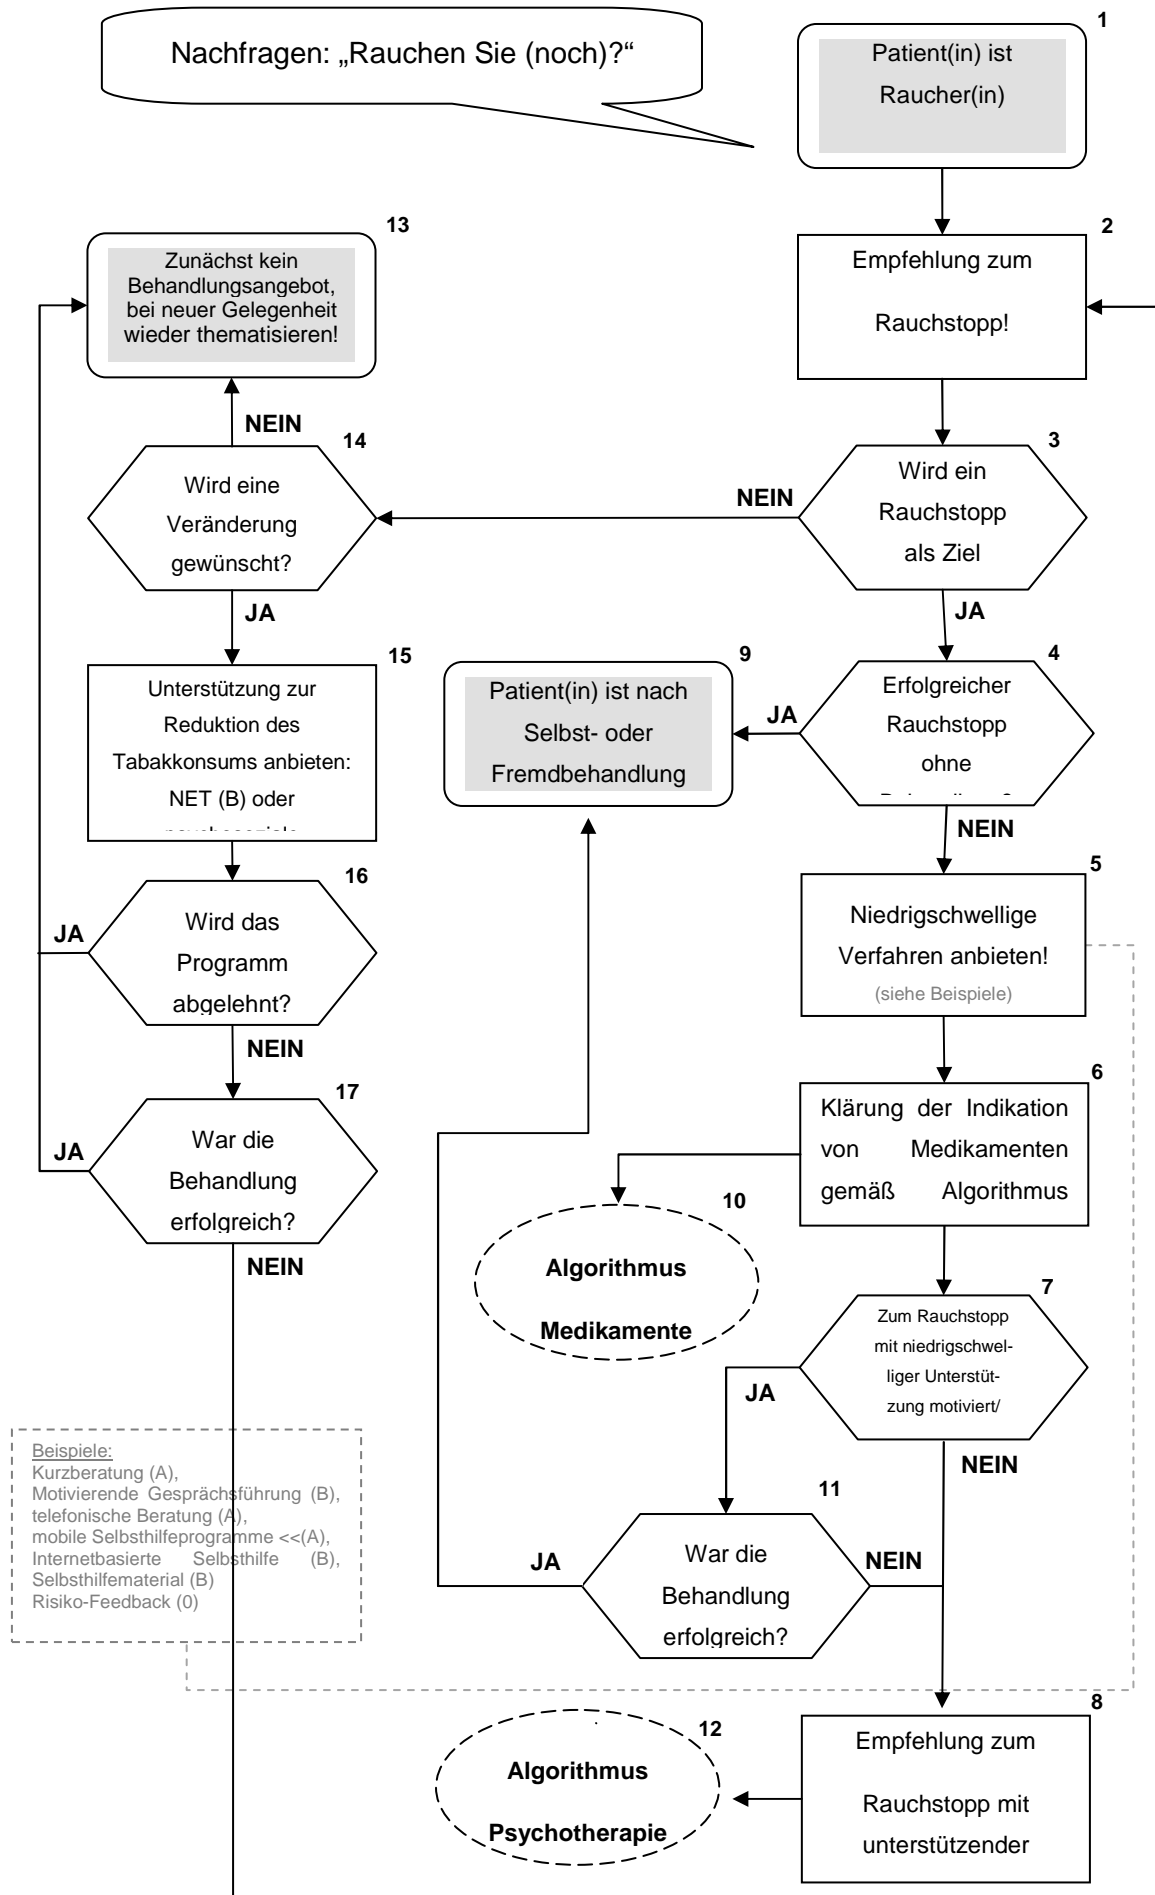 Nachfragen: „Rauchen Sie (noch)?“
1
Patient(in) ist
Raucher(in)
2
Empfehlung zum
Rauchstopp!
13
Zunächst kein
Behandlungsangebot,
bei neuer Gelegenheit
wieder thematisieren!
NEIN
14
Wird eine
Veränderung
gewünscht?
JA
NEIN
3
Wird ein
Rauchstopp
als Ziel
JA
15
Unterstützung zur
Reduktion des
Tabakkonsums anbieten:
NET (B) oder
9
Patient(in) ist nach
Selbst- oder
Fremdbehandlung
JA
4
Erfolgreicher
Rauchstopp
ohne
NEIN
16
Wird das
Programm
abgelehnt?
JA
NEIN
5
Niedrigschwellige
Verfahren anbieten!
(siehe Beispiele)
17
War die
Behandlung
erfolgreich?
JA
NEIN
6
Klärung der Indikation
von Medikamenten
gemäß Algorithmus
10
Algorithmus
Medikamente
7
Zum Rauchstopp
mit niedrigschwel-
liger Unterstüt-
zung motiviert/
JA
NEIN
Beispiele:
Kurzberatung (A),
Motivierende Gesprächsführung (B),
telefonische Beratung (A),
mobile Selbsthilfeprogramme <<(A),
Internetbasierte Selbsthilfe (B),
Selbsthilfematerial (B)
Risiko-Feedback (0)
11
War die
Behandlung
erfolgreich?
JA
NEIN
8
Empfehlung zum
Rauchstopp mit
unterstützender
12
Algorithmus
Psychotherapie